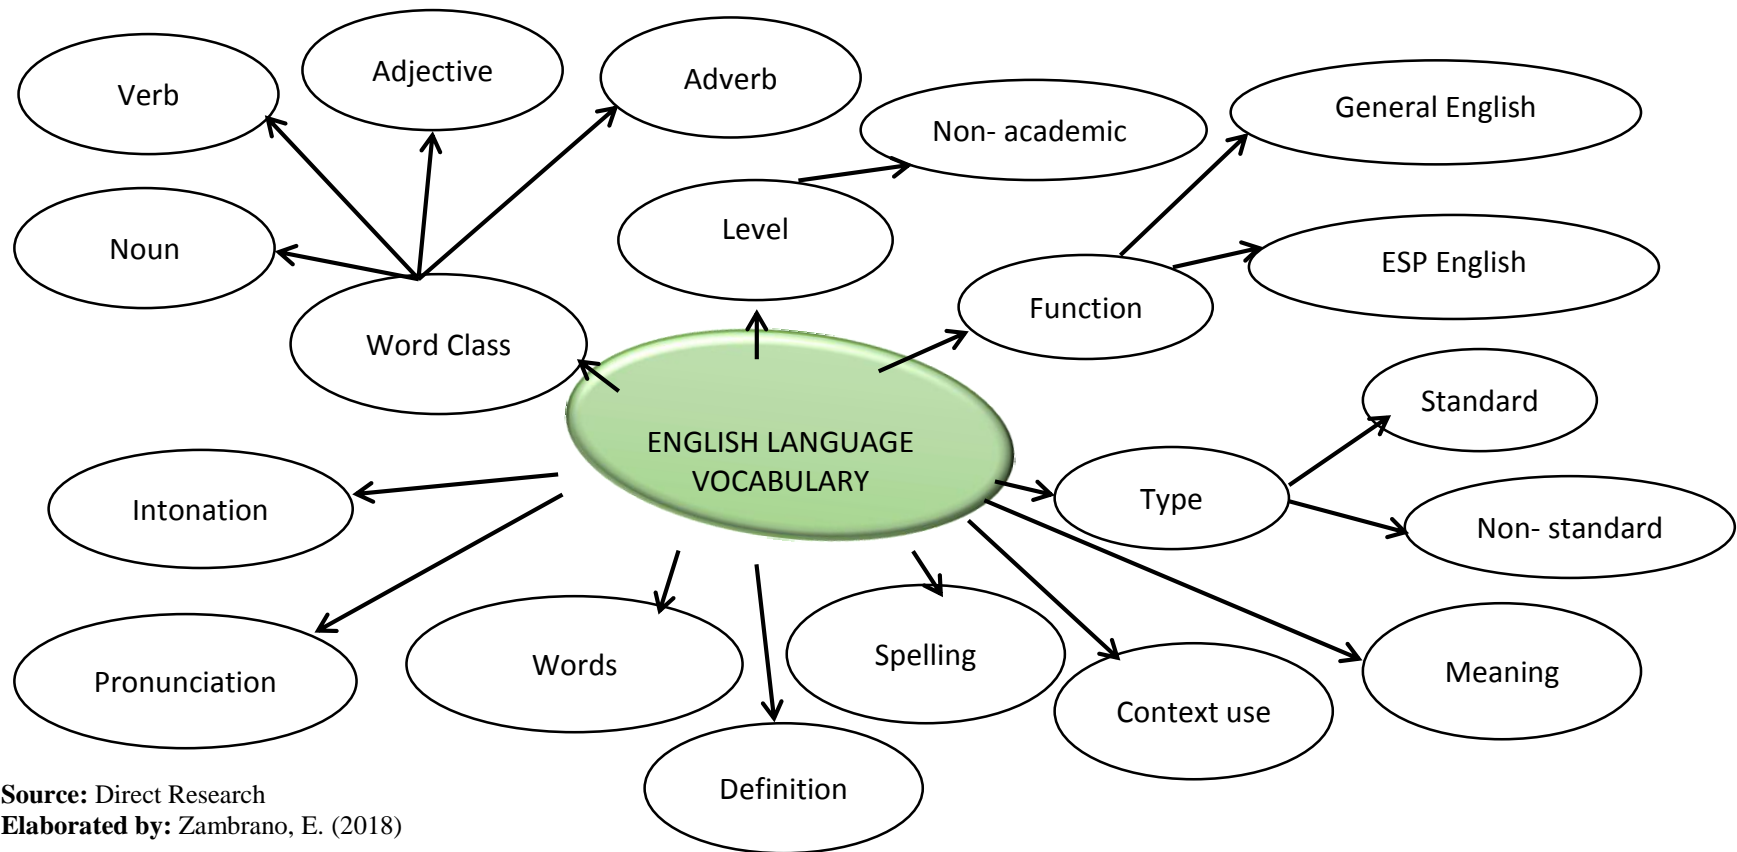 Verb
Adjective
Adverb
Non- academic
General English
Noun
Level
ESP English
Function
Word Class
Standard
ENGLISH LANGUAGE
VOCABULARY
Type
Intonation
Non- standard
Pronunciation
Words
Spelling
Context use
Meaning
Definition
Source: Direct Research
Elaborated by: Zambrano, E. (2018)